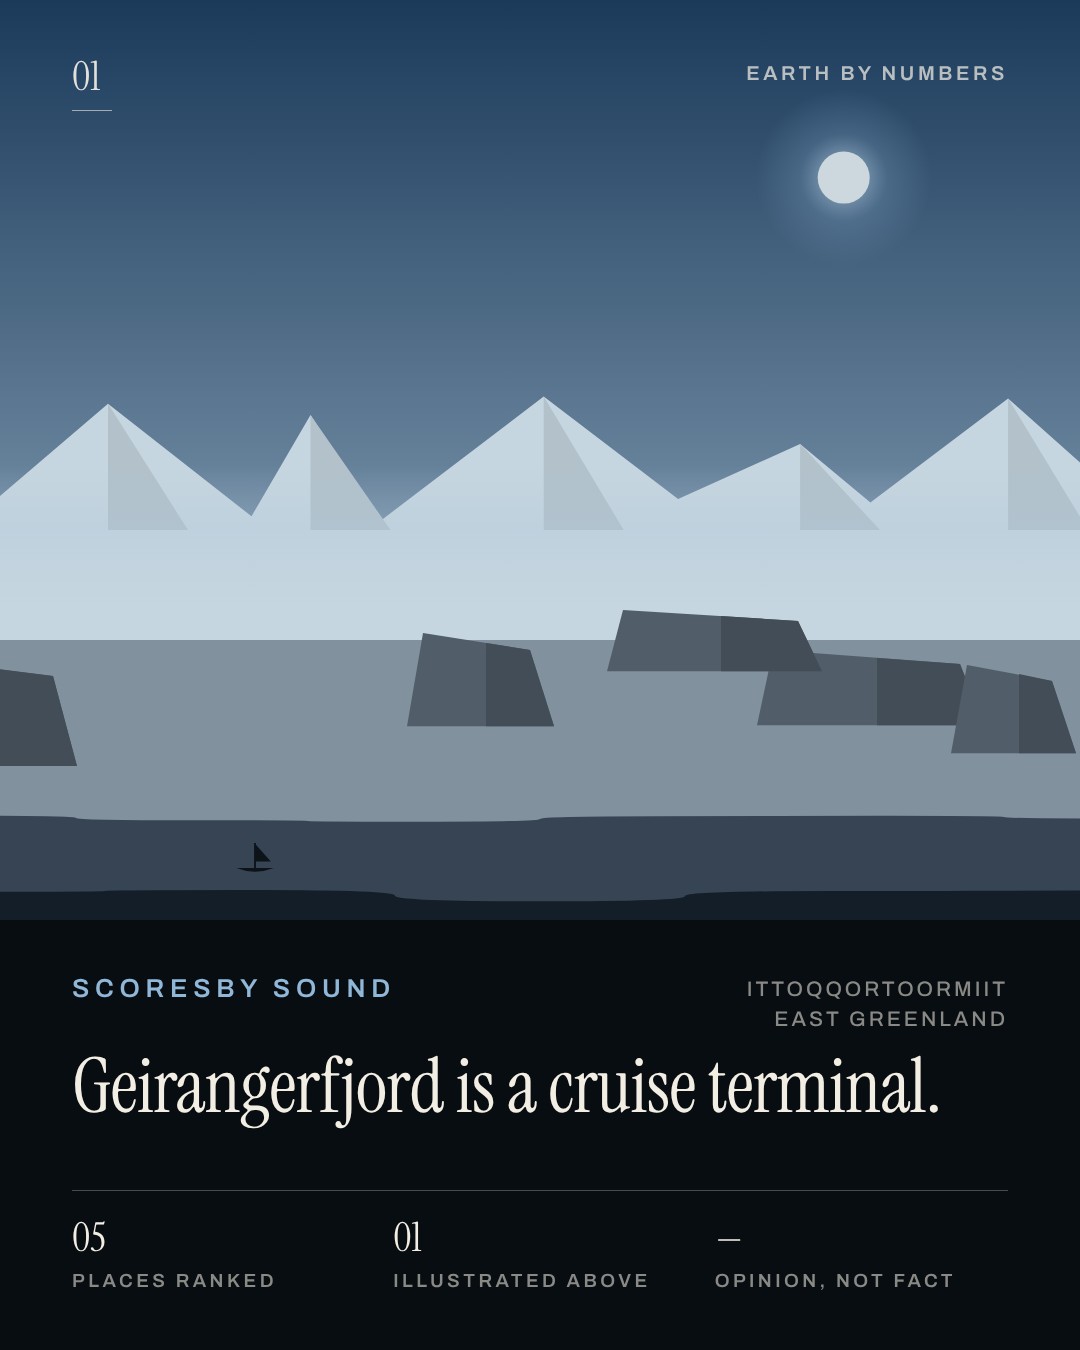 01
EARTH BY NUMBERS
SCORESBY SOUND
ITTOQQORTOORMIIT
EAST GREENLAND
Geirangerfjord is a cruise terminal.
05
PLACES RANKED
01
ILLUSTRATED ABOVE
—
OPINION, NOT FACT